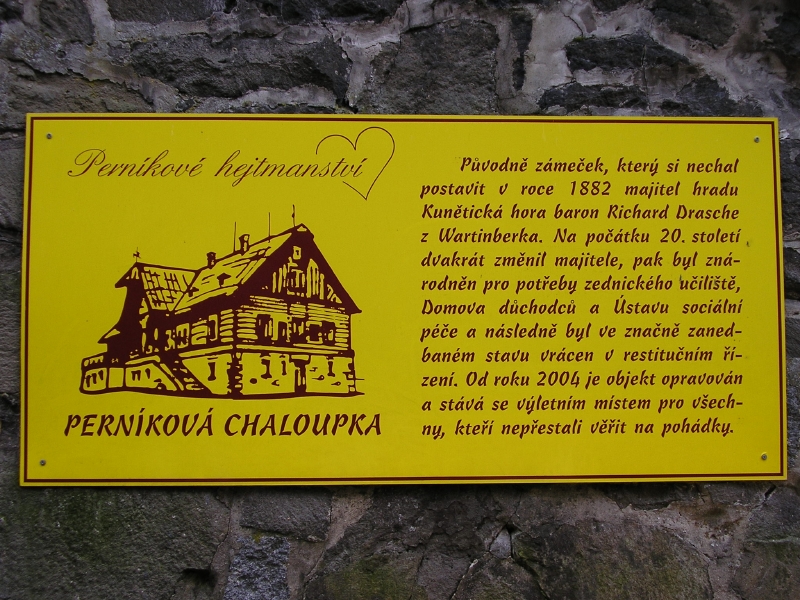 Perníkové hejtmanství
PERNÍKOVÁ CHALOUPKA
Původně zámeček, který si nechal
postavit v roce 1882 majitel hradu
Kunětická hora baron Richard Drasche
z Wartinberka. Na počátku 20. století
dvakrát změnil majitele, pak byl zná-
rodněn pro potřeby zednického učiliště,
Domova důchodců a Ústavu sociální
péče a následně byl ve značně zaned-
baném stavu vrácen v restitučním ří-
zení. Od roku 2004 je objekt opravován
a stává se výletním místem pro všech-
ny, kteří nepřestali věřit na pohádky.